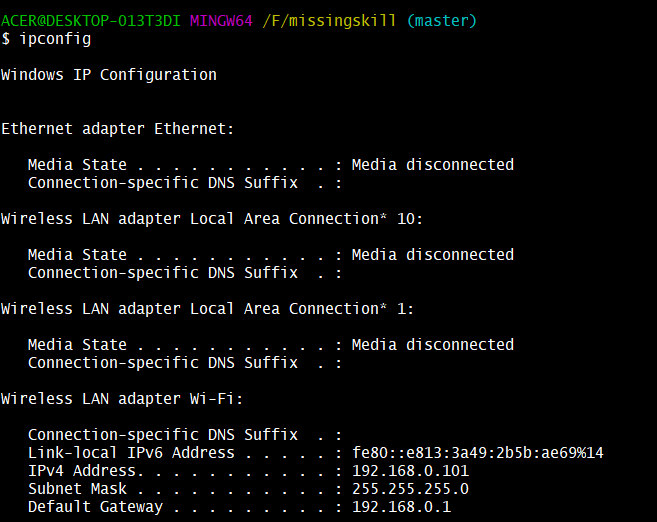 ACER@DESKTOP-O13T3DI MINGW64 /F/missingskill (master)
$ ipconfig
Windows IP Configuration
Ethernet adapter Ethernet:
Media State . . . . . . . . . . . : Media disconnected
Connection-specific DNS Suffix  . :
Wireless LAN adapter Local Area Connection* 10:
Media State . . . . . . . . . . . : Media disconnected
Connection-specific DNS Suffix  . :
Wireless LAN adapter Local Area Connection* 1:
Media State . . . . . . . . . . . : Media disconnected
Connection-specific DNS Suffix  . :
Wireless LAN adapter Wi-Fi:
Connection-specific DNS Suffix  . :
Link-local IPv6 Address . . . . . : fe80::e813:3a49:2b5b:ae69%14
IPv4 Address. . . . . . . . . . . : 192.168.0.101
Subnet Mask . . . . . . . . . . . : 255.255.255.0
Default Gateway . . . . . . . . . : 192.168.0.1